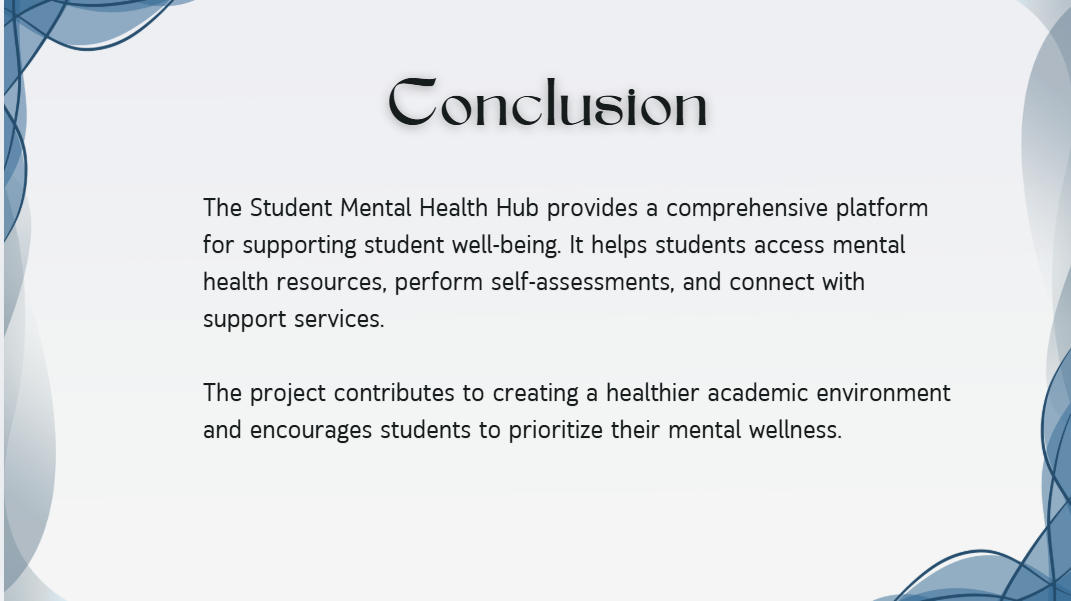 Conclusion
The Student Mental Health Hub provides a comprehensive platform
for supporting student well-being. It helps students access mental
health resources, perform self-assessments, and connect with
support services.
The project contributes to creating a healthier academic environment
and encourages students to prioritize their mental wellness.